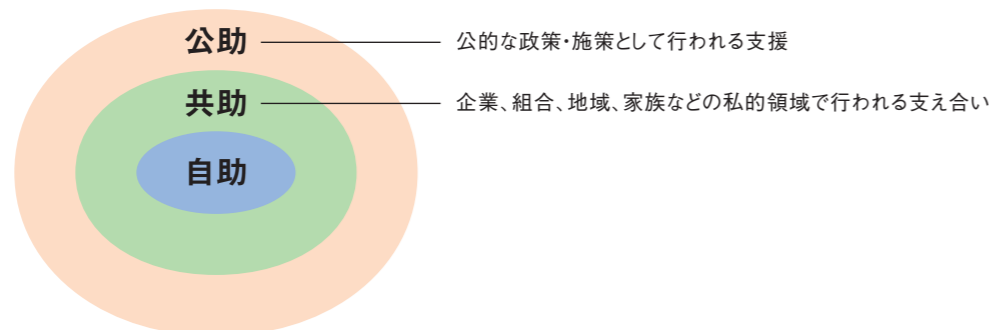 公助
公的な政策・施策として行われる支援
共助
企業、組合、地域、家族などの私的領域で行われる支え合い
自助